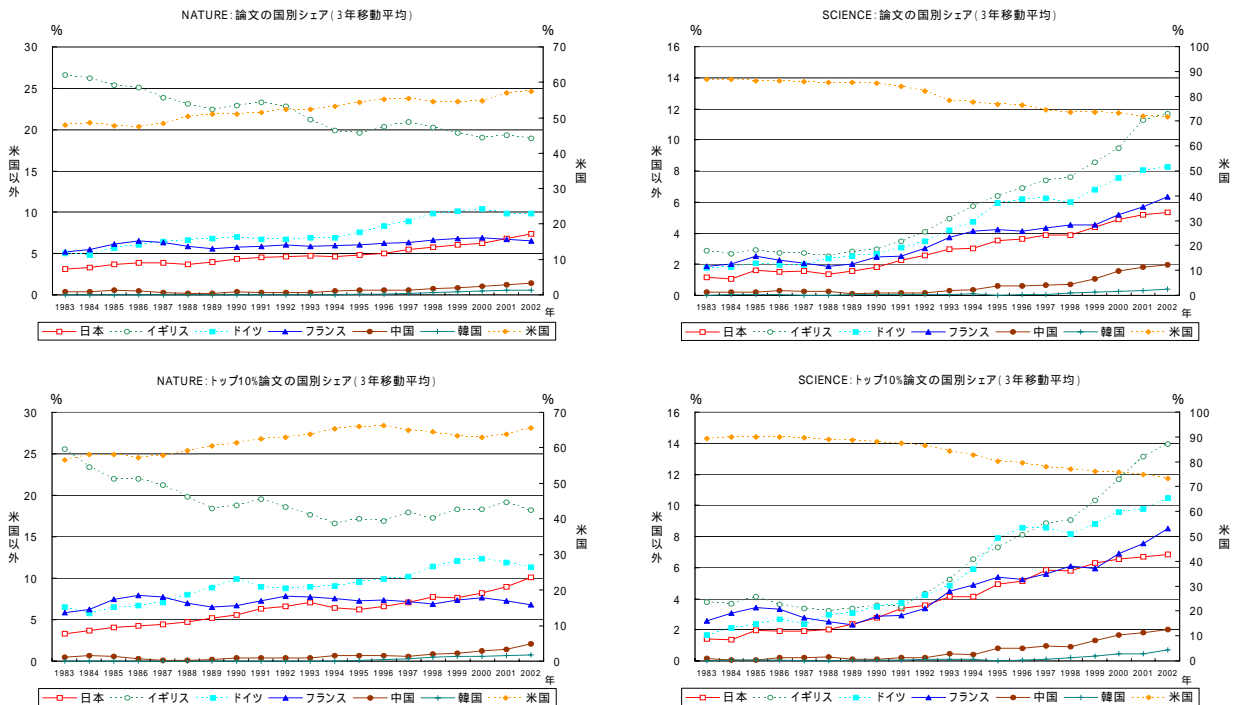 NATURE:論文の国別シェア(3年移動平均)
% %
30 70
25 60
20 50
15 40
10 30
5 20
0 10
0
米国以外
米国
1983 1984 1985 1986 1987 1988 1989 1990 1991 1992 1993 1994 1995 1996 1997 1998 1999 2000 2001 2002
年
日本 イギリス ドイツ フランス 中国 韓国 米国
SCIENCE:論文の国別シェア(3年移動平均)
% %
16 100
14 90
12 80
10 70
8 60
6 50
4 40
2 30
0 20
10
0
米国以外
米国
1983 1984 1985 1986 1987 1988 1989 1990 1991 1992 1993 1994 1995 1996 1997 1998 1999 2000 2001 2002
年
日本 イギリス ドイツ フランス 中国 韓国 米国
NATURE:トップ10%論文の国別シェア(3年移動平均)
% %
30 70
25 60
20 50
15 40
10 30
5 20
0 10
0
米国以外
米国
1983 1984 1985 1986 1987 1988 1989 1990 1991 1992 1993 1994 1995 1996 1997 1998 1999 2000 2001 2002
年
日本 イギリス ドイツ フランス 中国 韓国 米国
SCIENCE:トップ10%論文の国別シェア(3年移動平均)
% %
16 100
14 90
12 80
10 70
8 60
6 50
4 40
2 30
0 20
10
0
米国以外
米国
1983 1984 1985 1986 1987 1988 1989 1990 1991 1992 1993 1994 1995 1996 1997 1998 1999 2000 2001 2002
年
日本 イギリス ドイツ フランス 中国 韓国 米国